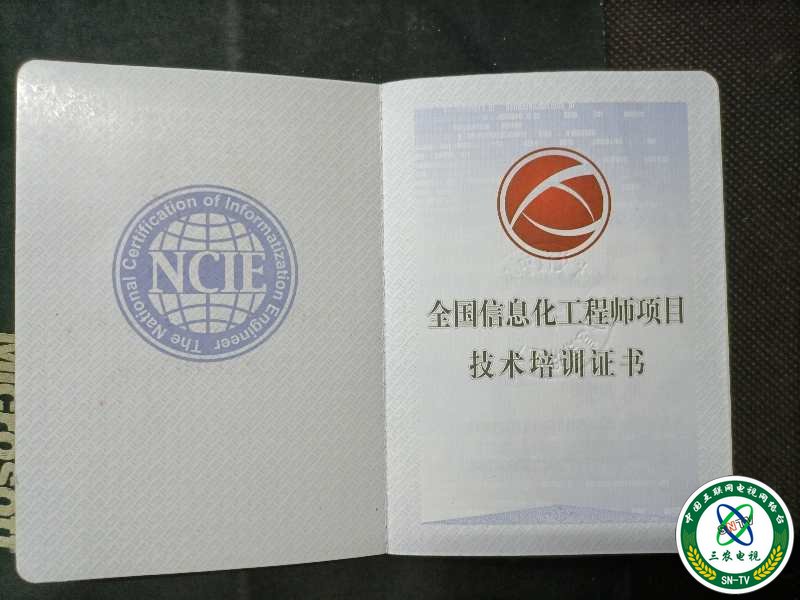 The National Certification of Informatization Engineer
NCIE
全国信息化工程师项目
技术培训证书
中国互联网电视网络台
SNTV
三农电视
SN-TV